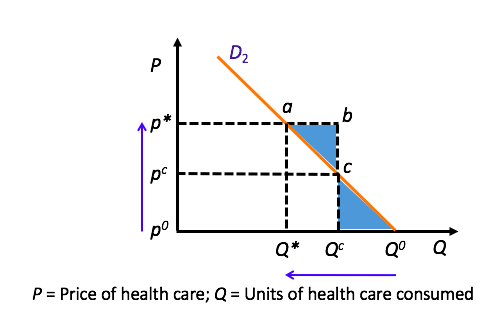 D2
P
a
p* b
pc c
p0
Q* Qc Q0 Q
P = Price of health care; Q = Units of health care consumed